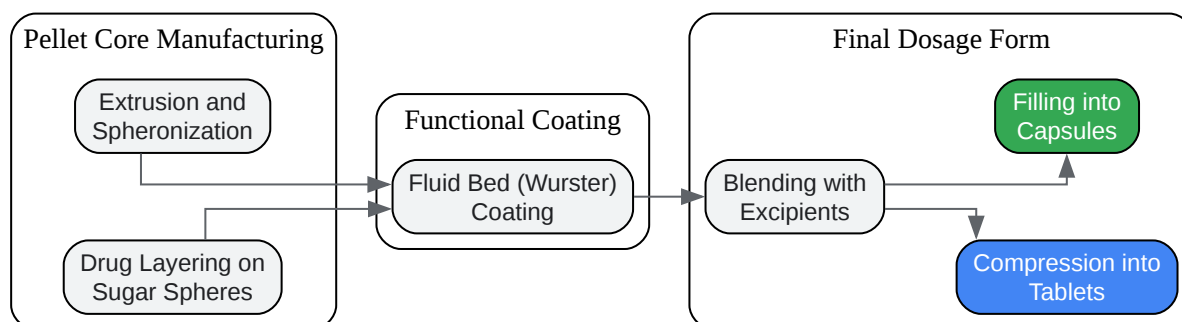 Pellet Core Manufacturing
Extrusion and
Spheronization
Drug Layering on
Sugar Spheres
Functional Coating
Fluid Bed (Wurster)
Coating
Final Dosage Form
Blending with
Excipients
Filling into
Capsules
Compression into
Tablets